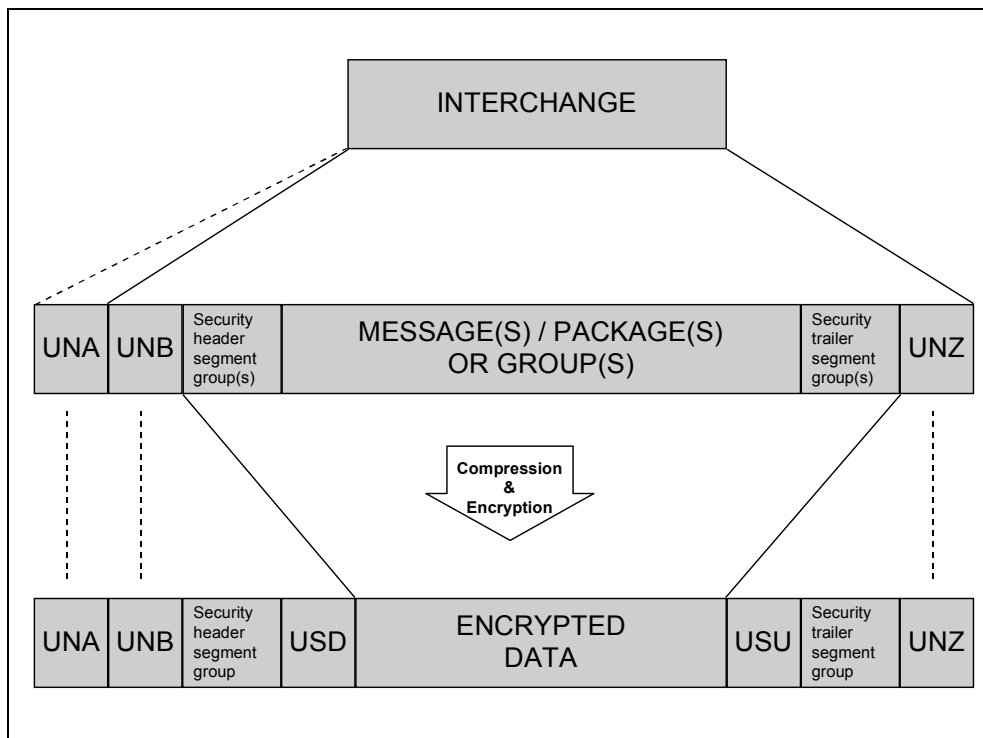 INTERCHANGE
UNA
UNB
Security
header
segment
group(s)
MESSAGE(S) / PACKAGE(S)
OR GROUP(S)
Security
trailer
segment
group(s)
UNZ
Compression
&
Encryption
UNA
UNB
Security
header
segment
group
USD
ENCRYPTED
DATA
USU
Security
trailer
segment
group
UNZ